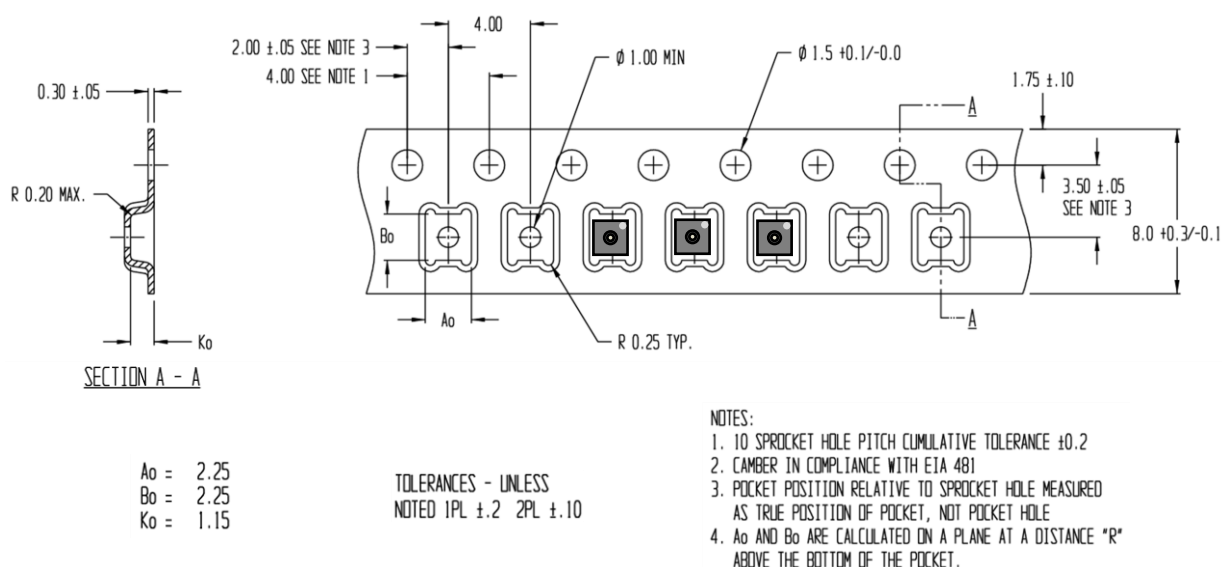 4.00
2.00 ±.05 SEE NOTE 3
4.00 SEE NOTE 1
Ø 1.00 MIN
Ø 1.5 +0.1/-0.0
1.75 ±.10
0.30 ±.05
A
R 0.20 MAX.
3.50 ±.05
SEE NOTE 3
8.0 +0.3/-0.1
Bo
Ao
R 0.25 TYP.
A
Ko
SECTION A - A
Ao = 2.25
Bo = 2.25
Ko = 1.15
TOLERANCES - UNLESS
NOTED 1PL ±.2 2PL ±.10
NOTES:
1. 10 SPROCKET HOLE PITCH CUMULATIVE TOLERANCE ±0.2
2. CAMBER IN COMPLIANCE WITH EIA 481
3. POCKET POSITION RELATIVE TO SPROCKET HOLE MEASURED
AS TRUE POSITION OF POCKET, NOT POCKET HOLE
4. Ao AND Bo ARE CALCULATED ON A PLANE AT A DISTANCE "R"
ABOVE THE BOTTOM OF THE POCKET.